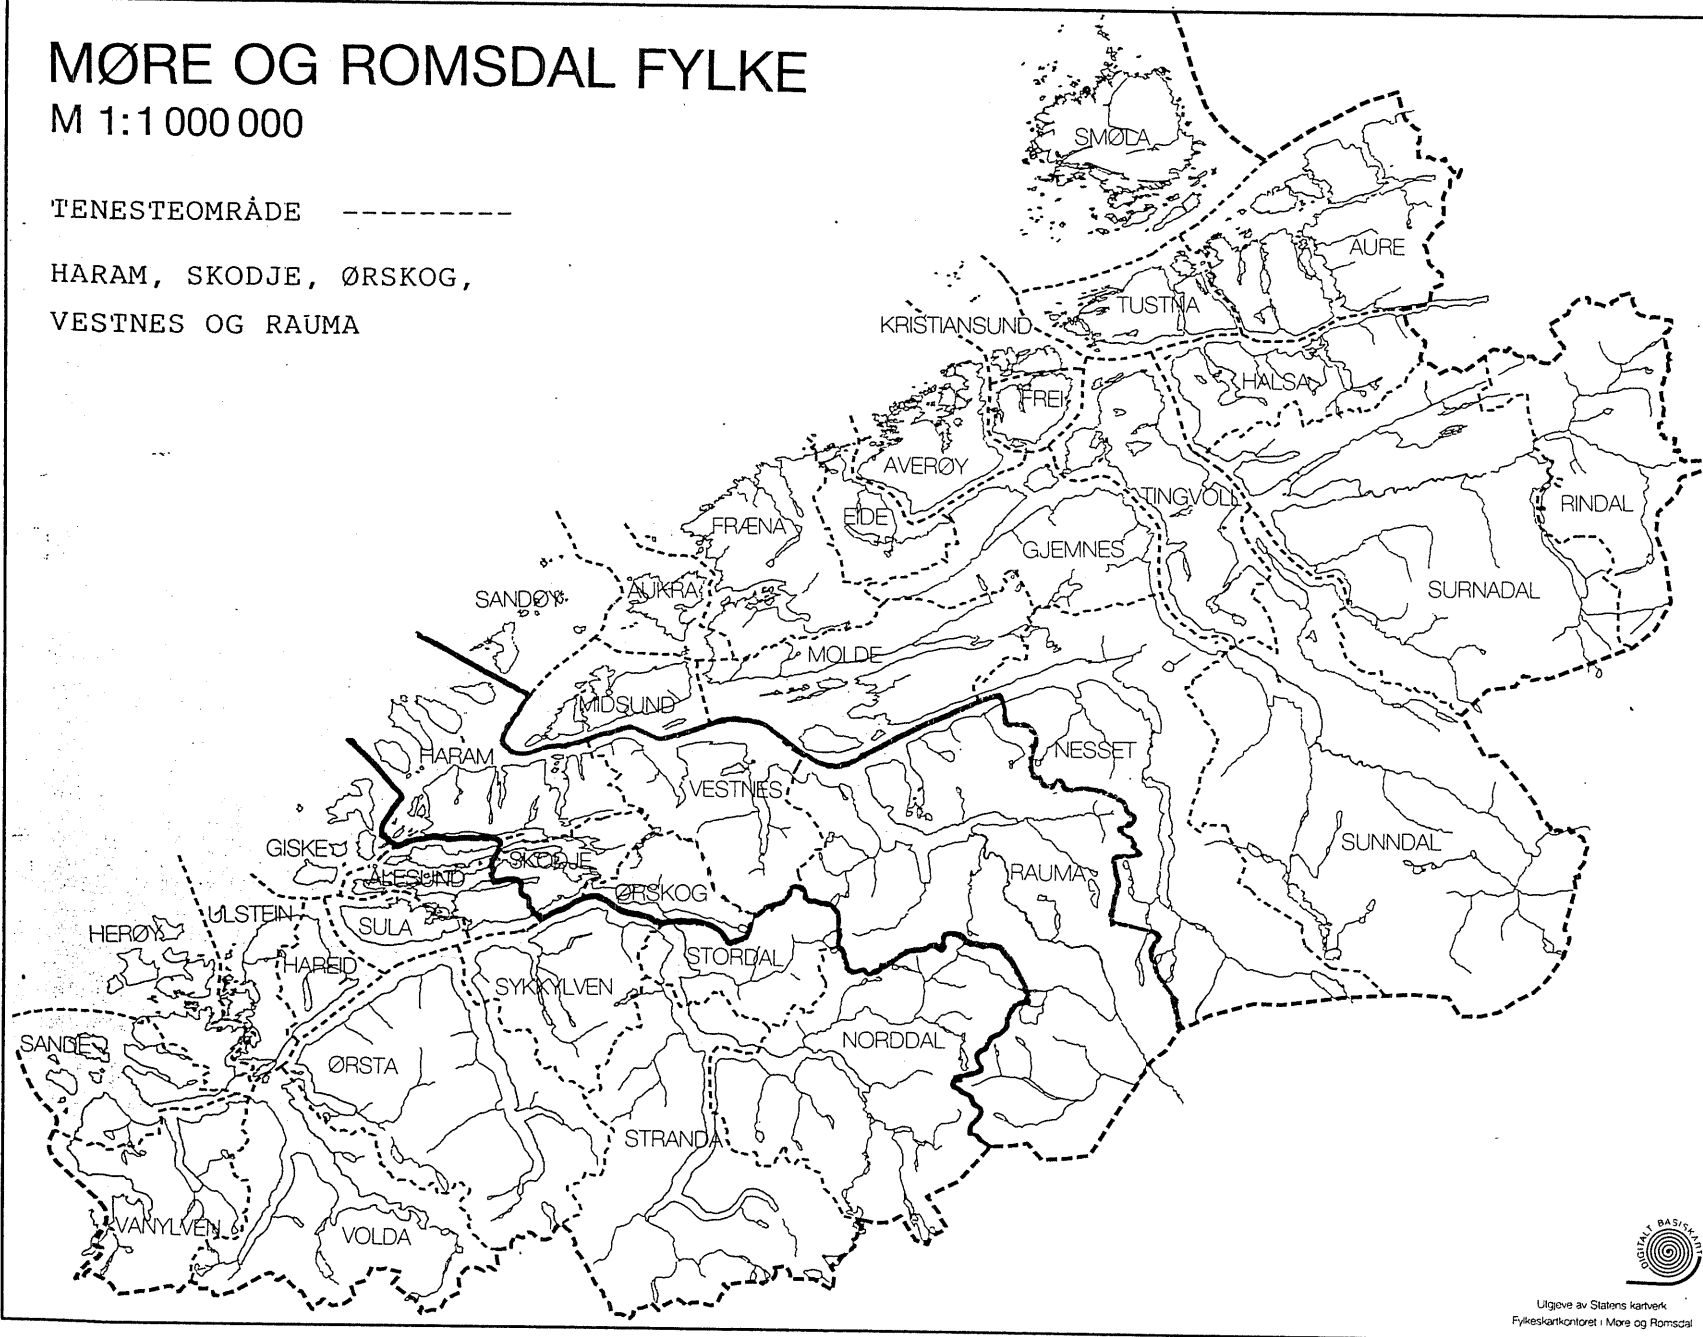 MØRE OG ROMSDAL FYLKE
M 1:1 000 000
TENESTEOMRÅDE ---------
HARAM, SKODJE, ØRSKOG,
VESTNES OG RAUMA
SMØLA
AURE
TUSTNA
KRISTIANSUND
HALSA
FREI
AVERØY
TINGVOLL
RINDAL
EIDE
FRÆNA
GJEMNES
SURNADAL
AUKRA
SANDØY
MOLDE
MIDSUND
NESSET
HARAM
VESTNES
SUNNDAL
GISKE
SKODJE
RAUMA
ÅLESUND
ØRSKOG
ULSTEIN
SULA
HERØY
STORDAL
HAREID
SYKKYLVEN
NORDDAL
SANDE
ØRSTA
STRANDA
VANYLVEN
VOLDA
DIGITALT BASISKART
Utgjeve av Statens kartverk
Fylkeskartkontoret i Møre og Romsdal